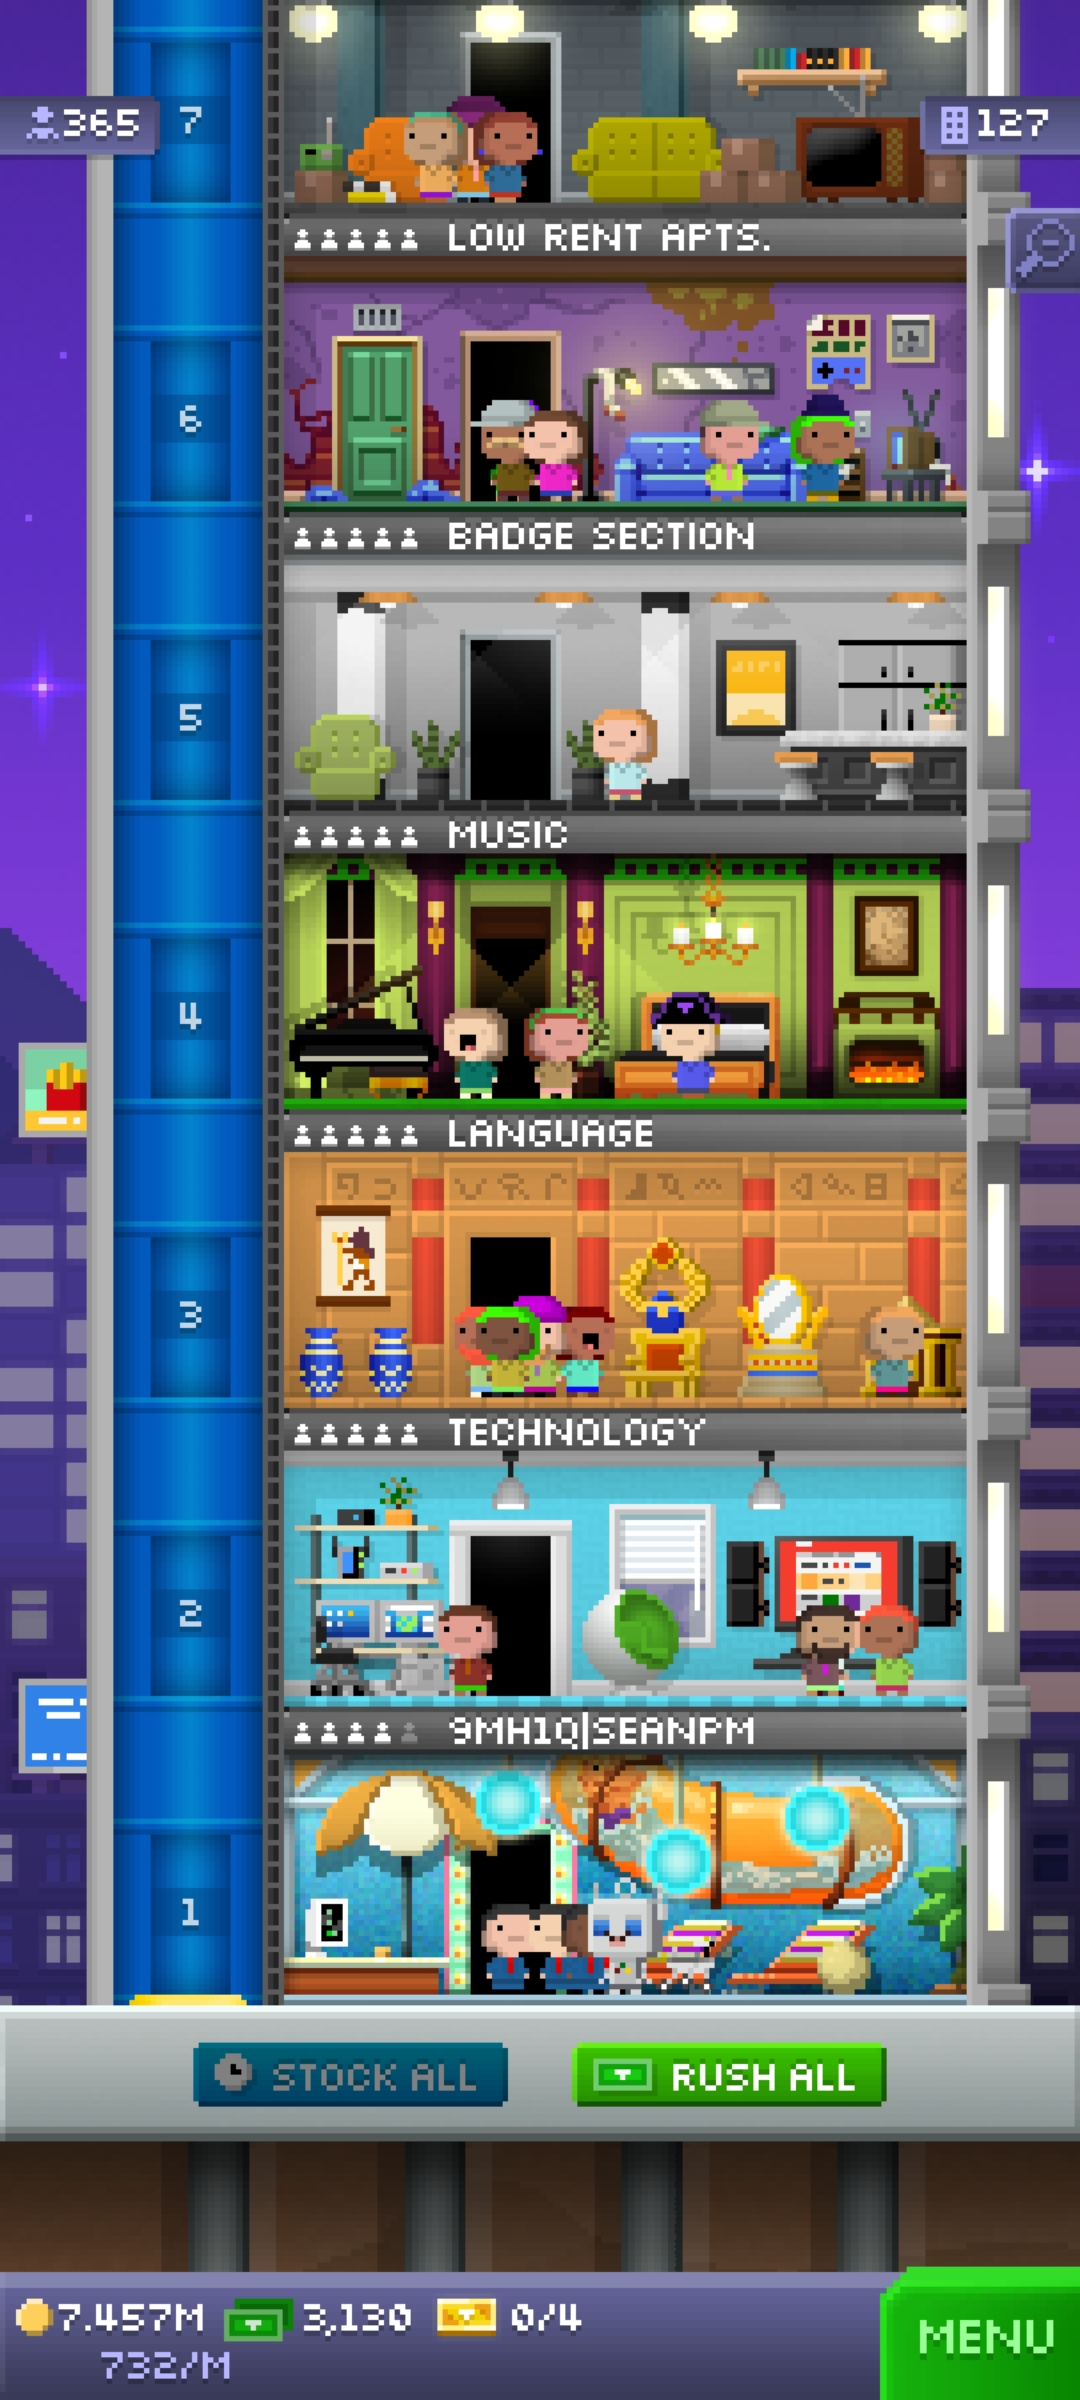 365
7
127
LOW RENT APTS.
6
BADGE SECTION
5
MUSIC
4
LANGUAGE
3
TECHNOLOGY
2
9MH1Q|SEANPM
1
STOCK ALL
RUSH ALL
7.457M
3,130
0/4
732/M
MENU